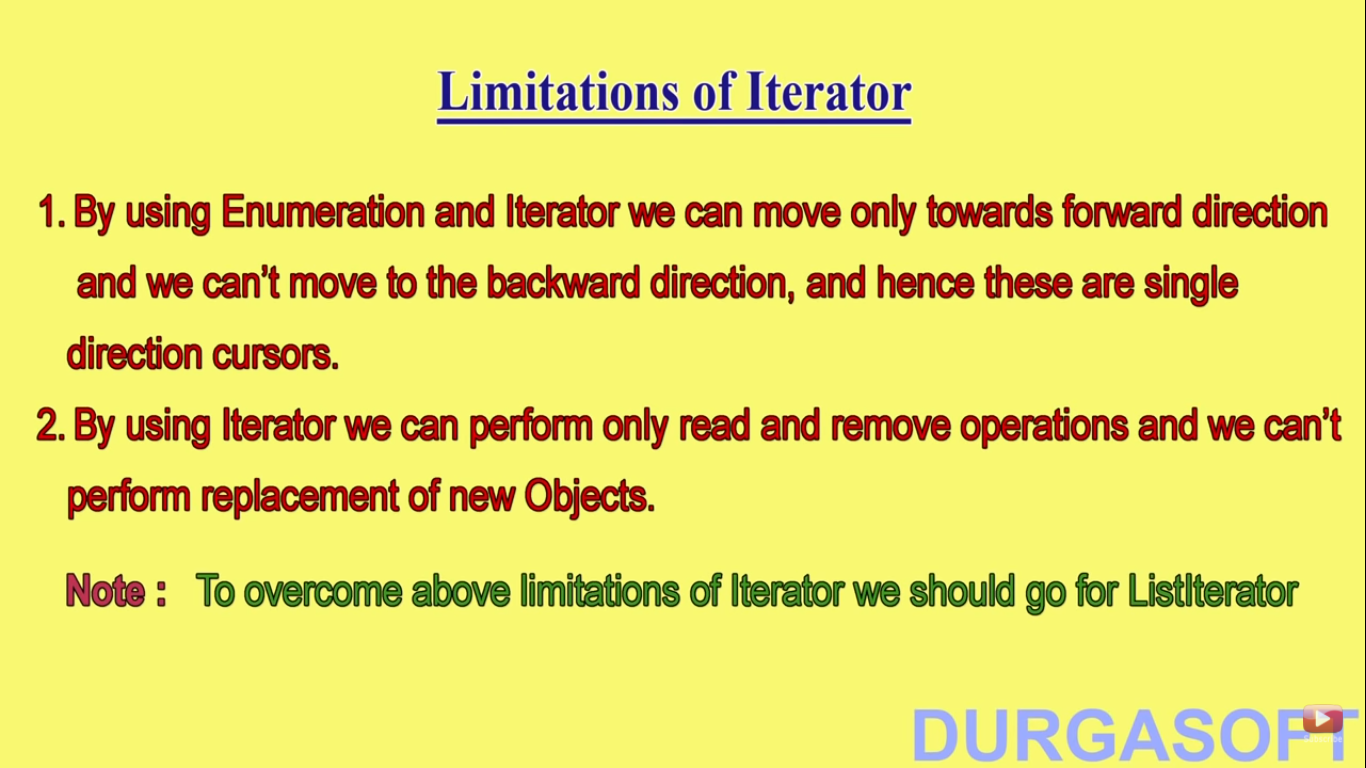 Limitations of Iterator
1. By using Enumeration and Iterator we can move only towards forward direction
and we can't move to the backward direction, and hence these are single
direction cursors.
2. By using Iterator we can perform only read and remove operations and we can't
perform replacement of new Objects.
Note : To overcome above limitations of Iterator we should go for ListIterator
DURGASOFT
Subscribe